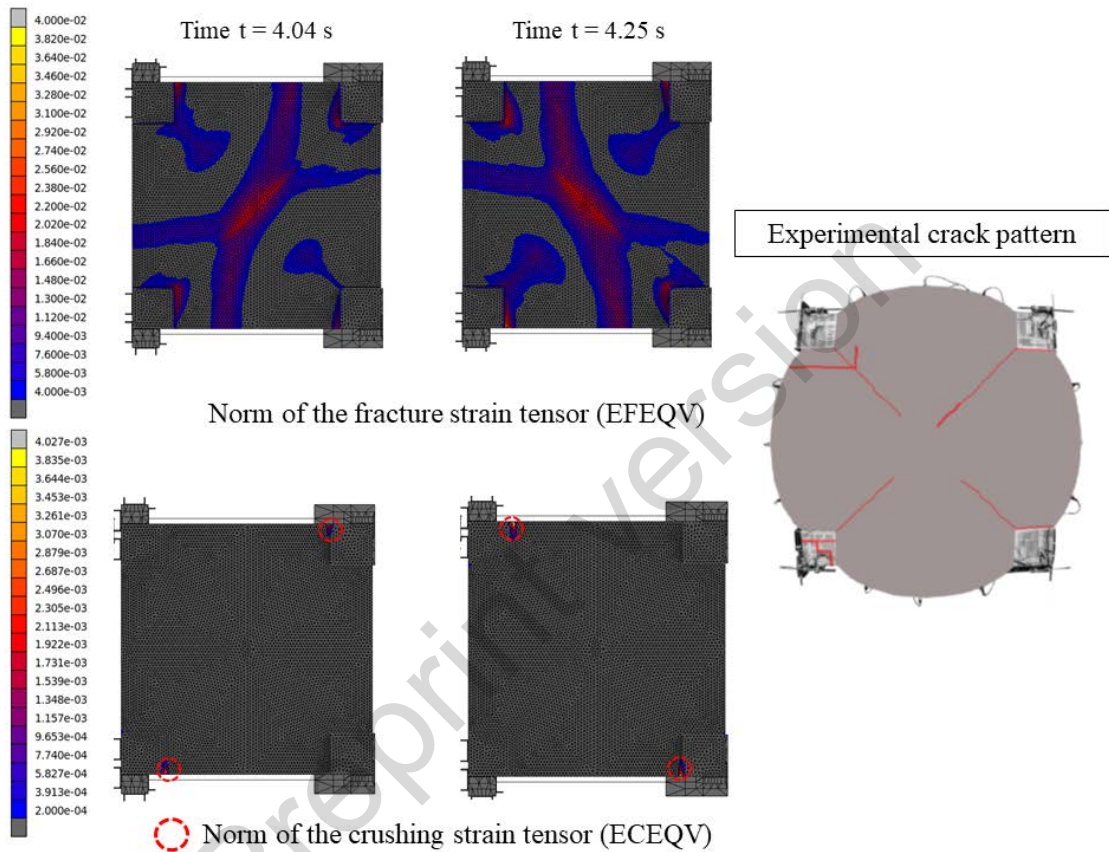 Time t = 4.04 s
Time t = 4.25 s
4.000e-02
3.820e-02
3.640e-02
3.460e-02
3.280e-02
3.100e-02
2.920e-02
2.740e-02
2.560e-02
2.380e-02
2.200e-02
2.020e-02
1.840e-02
1.660e-02
1.480e-02
1.300e-02
1.120e-02
9.400e-03
7.600e-03
5.800e-03
4.000e-03
Experimental crack pattern
Norm of the fracture strain tensor (EFEQV)
4.027e-03
3.835e-03
3.644e-03
3.453e-03
3.261e-03
3.070e-03
2.879e-03
2.687e-03
2.496e-03
2.305e-03
2.113e-03
1.922e-03
1.731e-03
1.539e-03
1.348e-03
1.157e-03
9.653e-04
7.740e-04
5.827e-04
3.913e-04
2.000e-04
Norm of the crushing strain tensor (ECEQV)
Preprint version